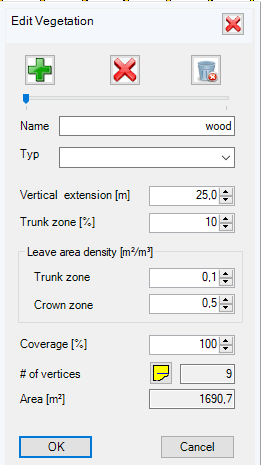 Edit Vegetation
Name wood
Typ
Vertical extension [m] 25,0
Trunk zone [%] 10
Leave area density [m²/m³]
Trunk zone 0,1
Crown zone 0,5
Coverage [%] 100
# of vertices 9
Area [m²] 1690,7
OK Cancel